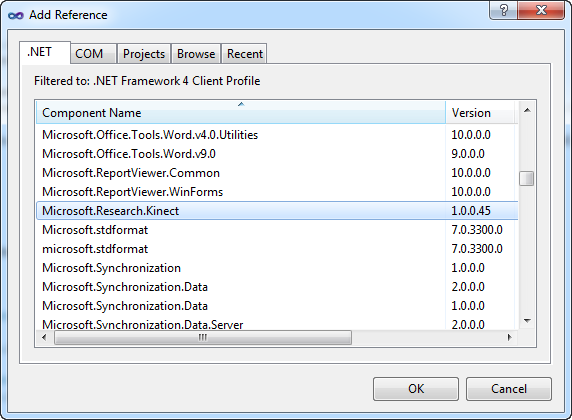 Add Reference
.NET COM Projects Browse Recent
Filtered to: .NET Framework 4 Client Profile
Component Name Version
Microsoft.Office.Tools.Word.v4.0.Utilities 10.0.0.0
Microsoft.Office.Tools.Word.v9.0 9.0.0.0
Microsoft.ReportViewer.Common 10.0.0.0
Microsoft.ReportViewer.WinForms 10.0.0.0
Microsoft.Research.Kinect 1.0.0.45
Microsoft.stdformat 7.0.3300.0
microsoft.stdformat 7.0.3300.0
Microsoft.Synchronization 1.0.0.0
Microsoft.Synchronization.Data 2.0.0.0
Microsoft.Synchronization.Data 1.0.0.0
Microsoft.Synchronization.Data.Server 2.0.0.0
OK Cancel